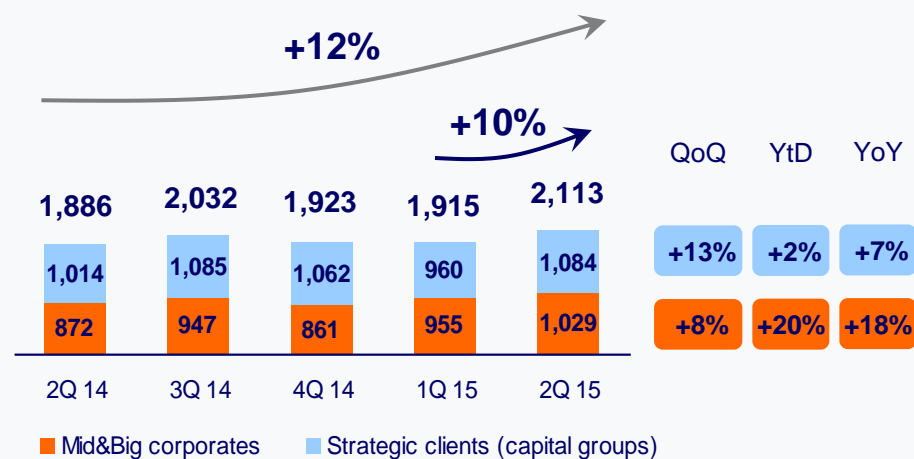 +12%
+10%
QoQ YtD YoY
1,886 2,032 1,923 1,915 2,113
1,014 1,085 1,062 960 1,084 +13% +2% +7%
872 947 861 955 1,029 +8% +20% +18%
2Q 14 3Q 14 4Q 14 1Q 15 2Q 15
Mid&Big corporates Strategic clients (capital groups)